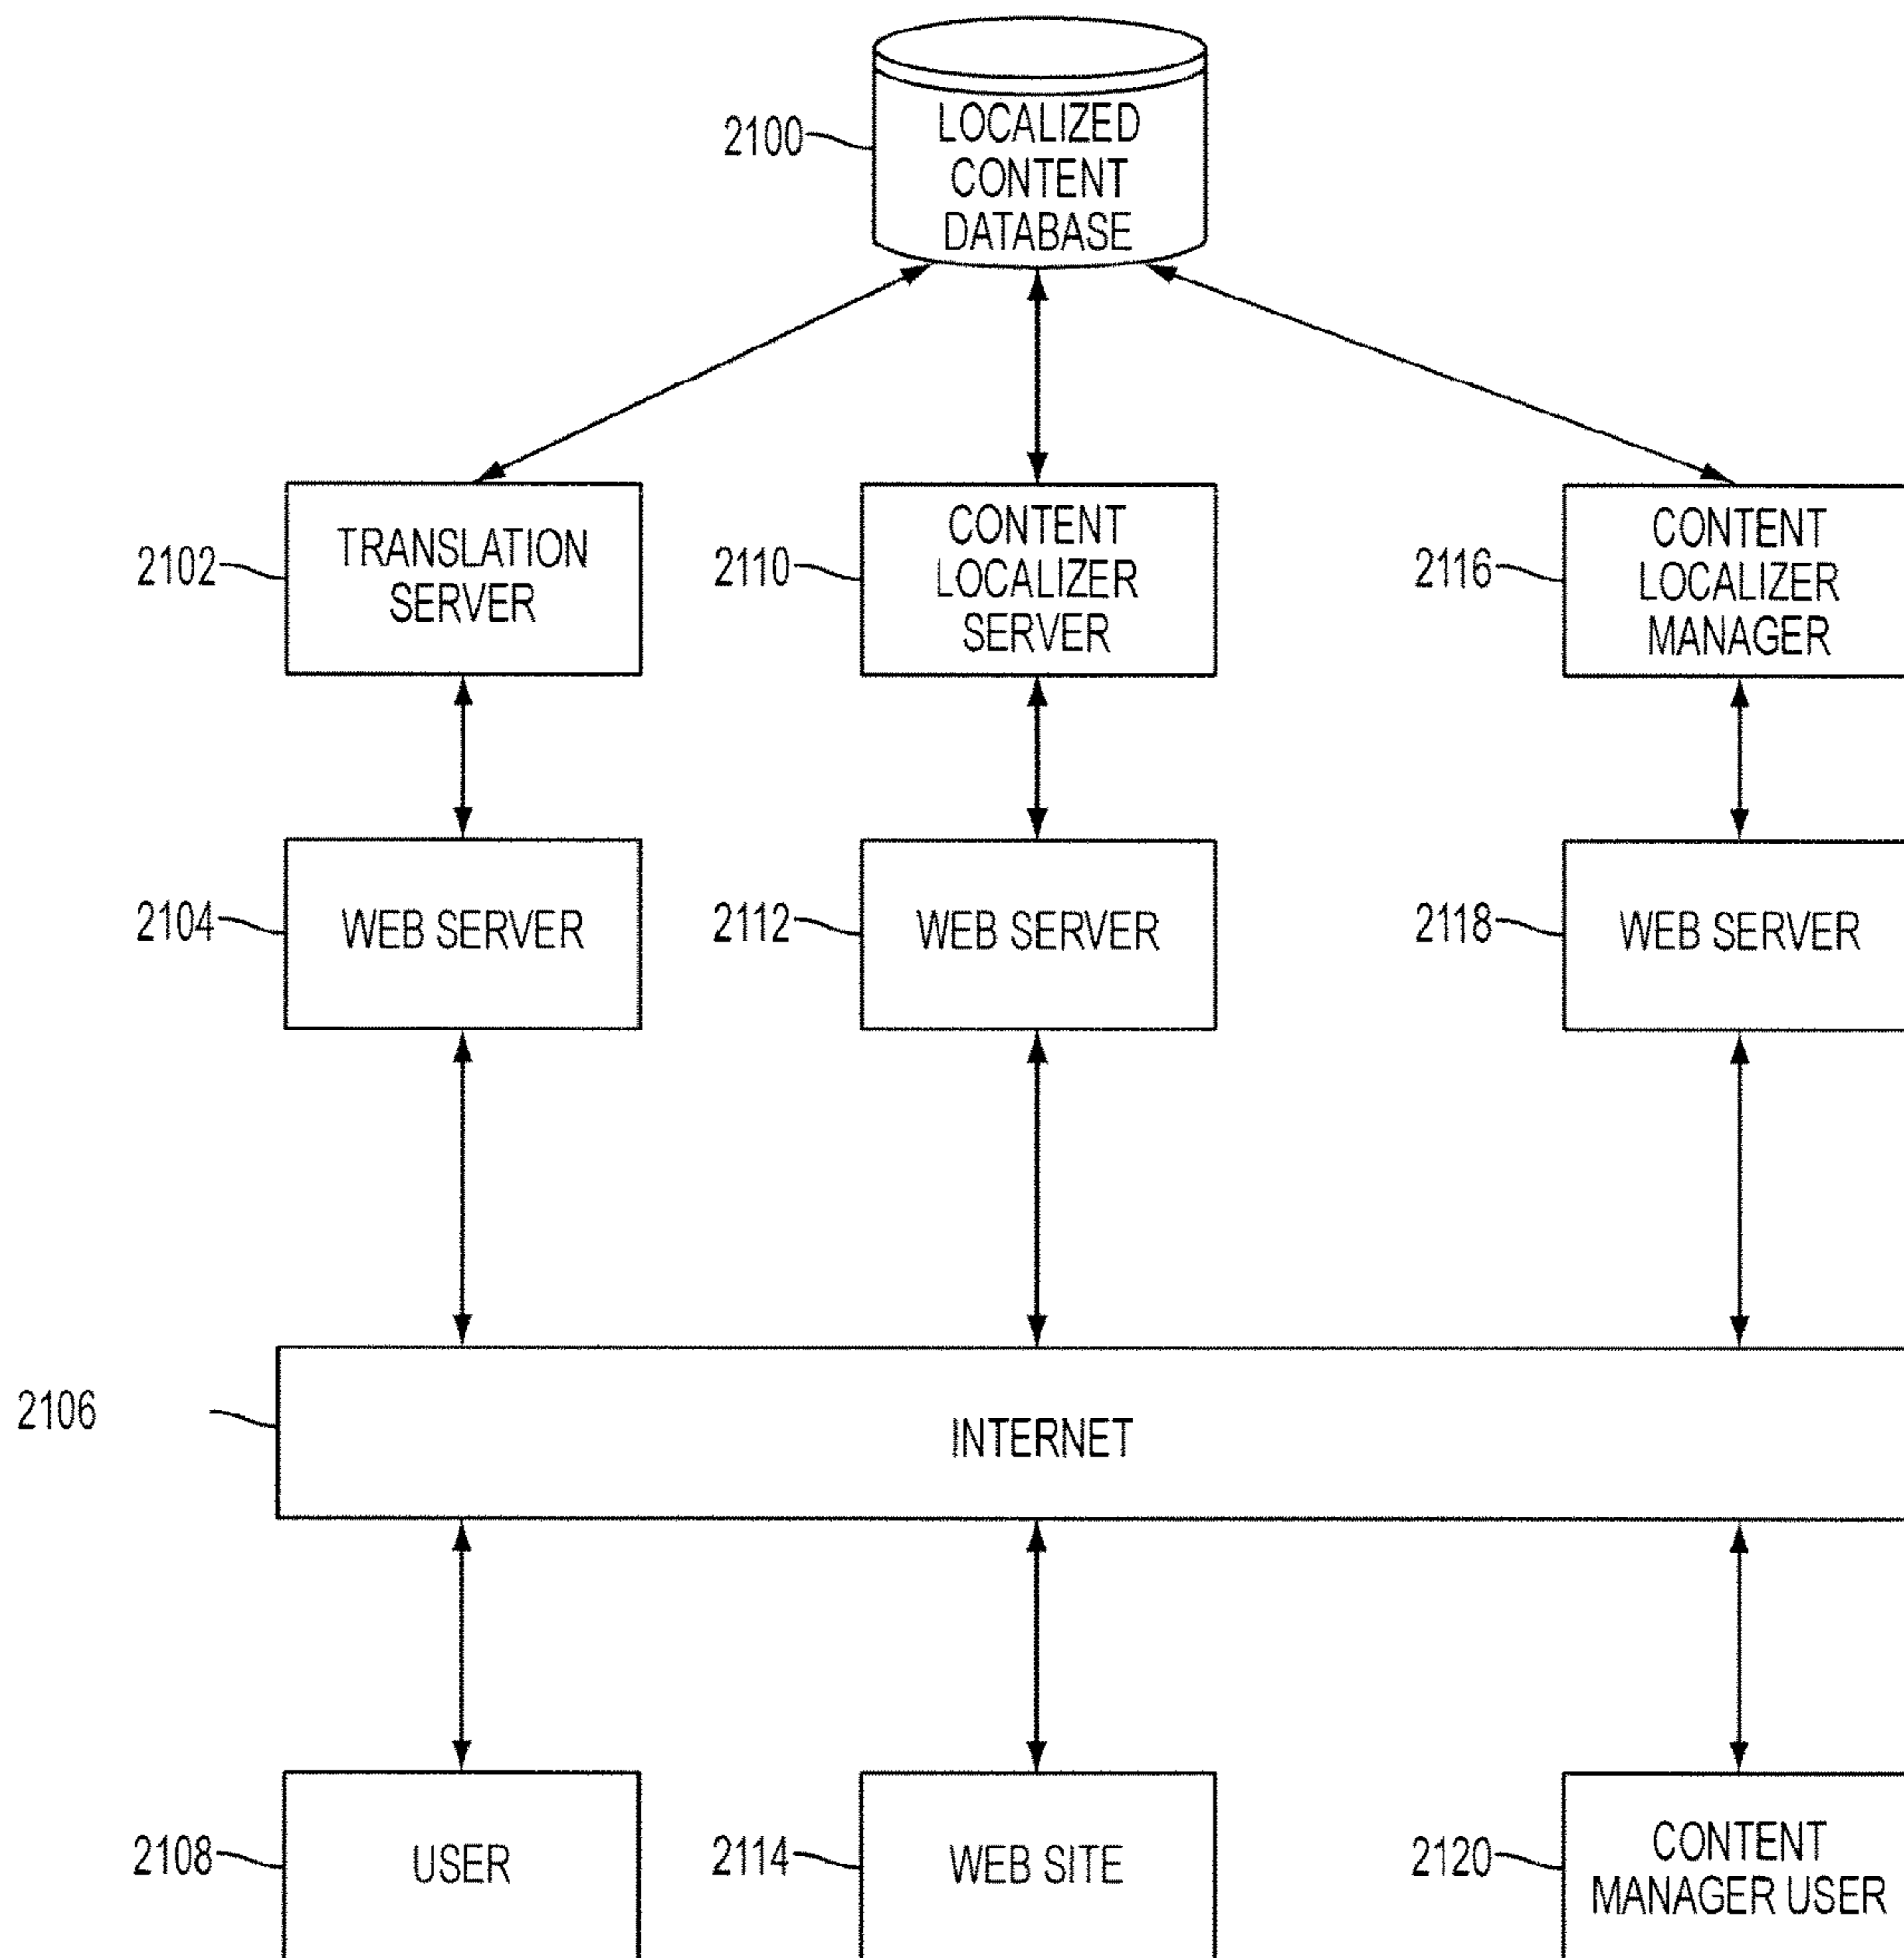 2100
LOCALIZED
CONTENT
DATABASE
2102
TRANSLATION
SERVER
2110
CONTENT
LOCALIZER
SERVER
2116
CONTENT
LOCALIZER
MANAGER
2104
WEB SERVER
2112
WEB SERVER
2118
WEB SERVER
2106
INTERNET
2108
USER
2114
WEB SITE
2120
CONTENT
MANAGER USER